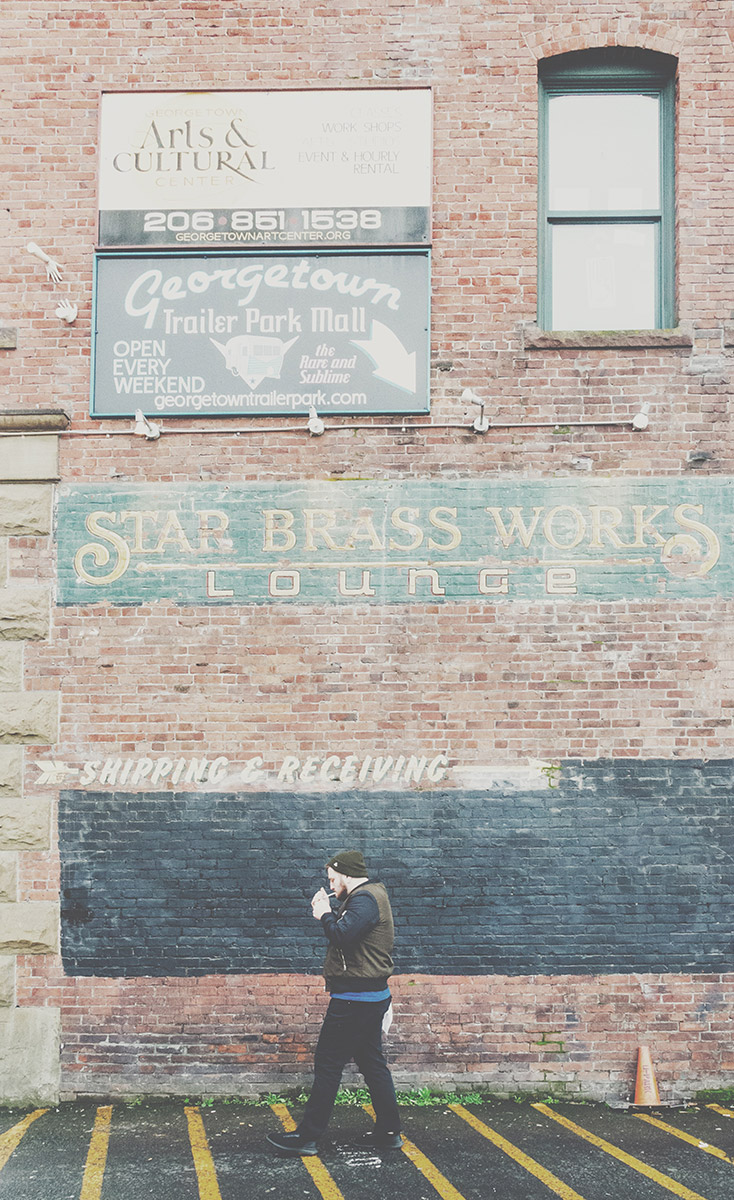 GEORGETOWN
Arts &
CULTURAL
CENTER
WORK SHOPS
EVENT & HOURLY
RENTAL
206·851·1538
GEORGETOWNARTCENTER.ORG
Georgetown
Trailer Park Mall
OPEN
EVERY
WEEKEND
the
Rare and
Sublime
georgetowntrailerpark.com
STAR BRASS WORKS
LOUNGE
SHIPPING & RECEIVING